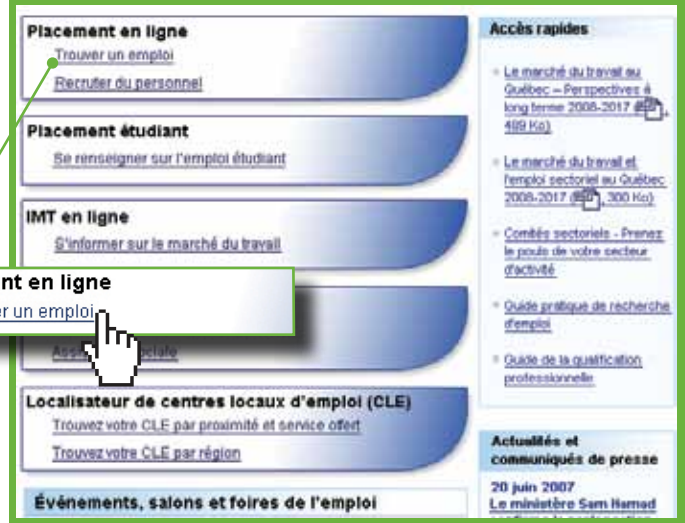 Placement en ligne
Trouver un emploi
Recruter du personnel
Placement étudiant
Se renseigner sur l'emploi étudiant
IMT en ligne
S'informer sur le marché du travail
nt en ligne
er un emploi
Localisateur de centres locaux d'emploi (CLE)
Trouvez votre CLE par proximité et service offert
Trouvez votre CLE par région
Événements, salons et foires de l'emploi
Accès rapides
Le marché du travail au
Québec – Perspectives à
long terme 2008-2017
489 Ko)
Le marché du travail et
l'emploi sectoriel au Québec
2008-2017 ( , 300 Ko)
Comités sectoriels - Prenez
le pouls de votre secteur
d'activité
Guide pratique de recherche
d'emploi
Guide de la qualification
professionnelle
Actualités et
communiqués de presse
20 juin 2007
Le ministère Sam Hamad